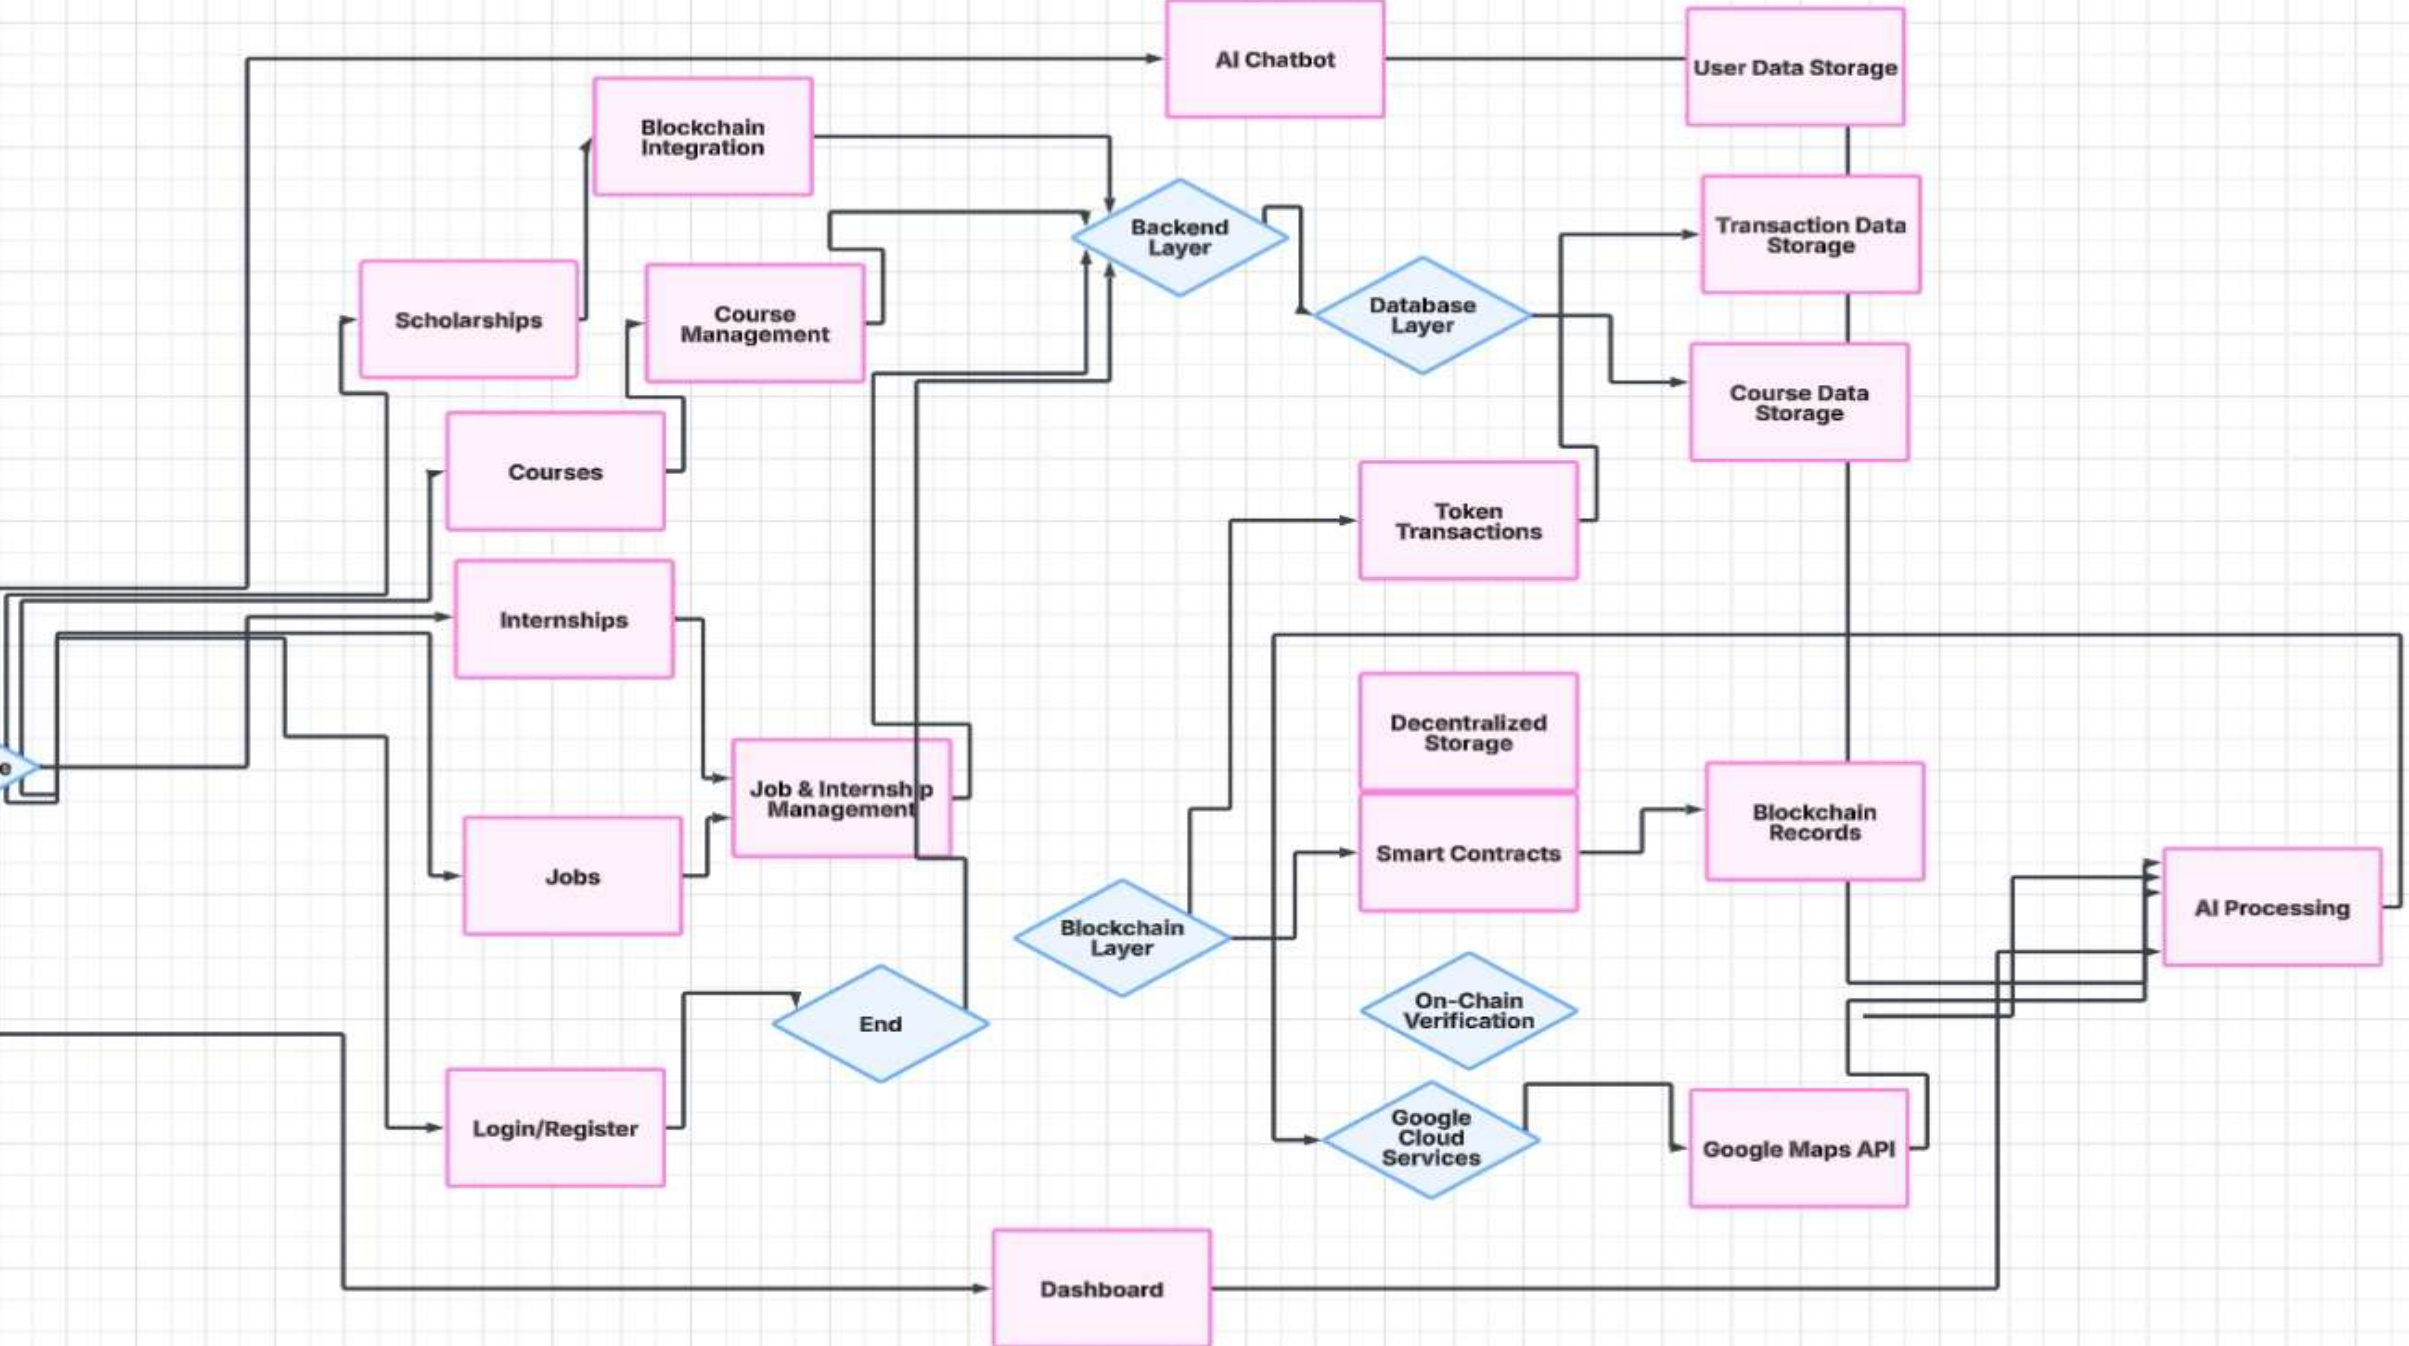 AI Chatbot
User Data Storage
Blockchain
Integration
Backend
Layer
Transaction Data
Storage
Scholarships
Course
Management
Database
Layer
Course Data
Storage
Courses
Token
Transactions
Internships
Decentralized
Storage
e
Job & Internship
Management
Blockchain
Records
Smart Contracts
Jobs
AI Processing
Blockchain
Layer
On-Chain
Verification
End
Login/Register
Google
Cloud
Services
Google Maps API
Dashboard